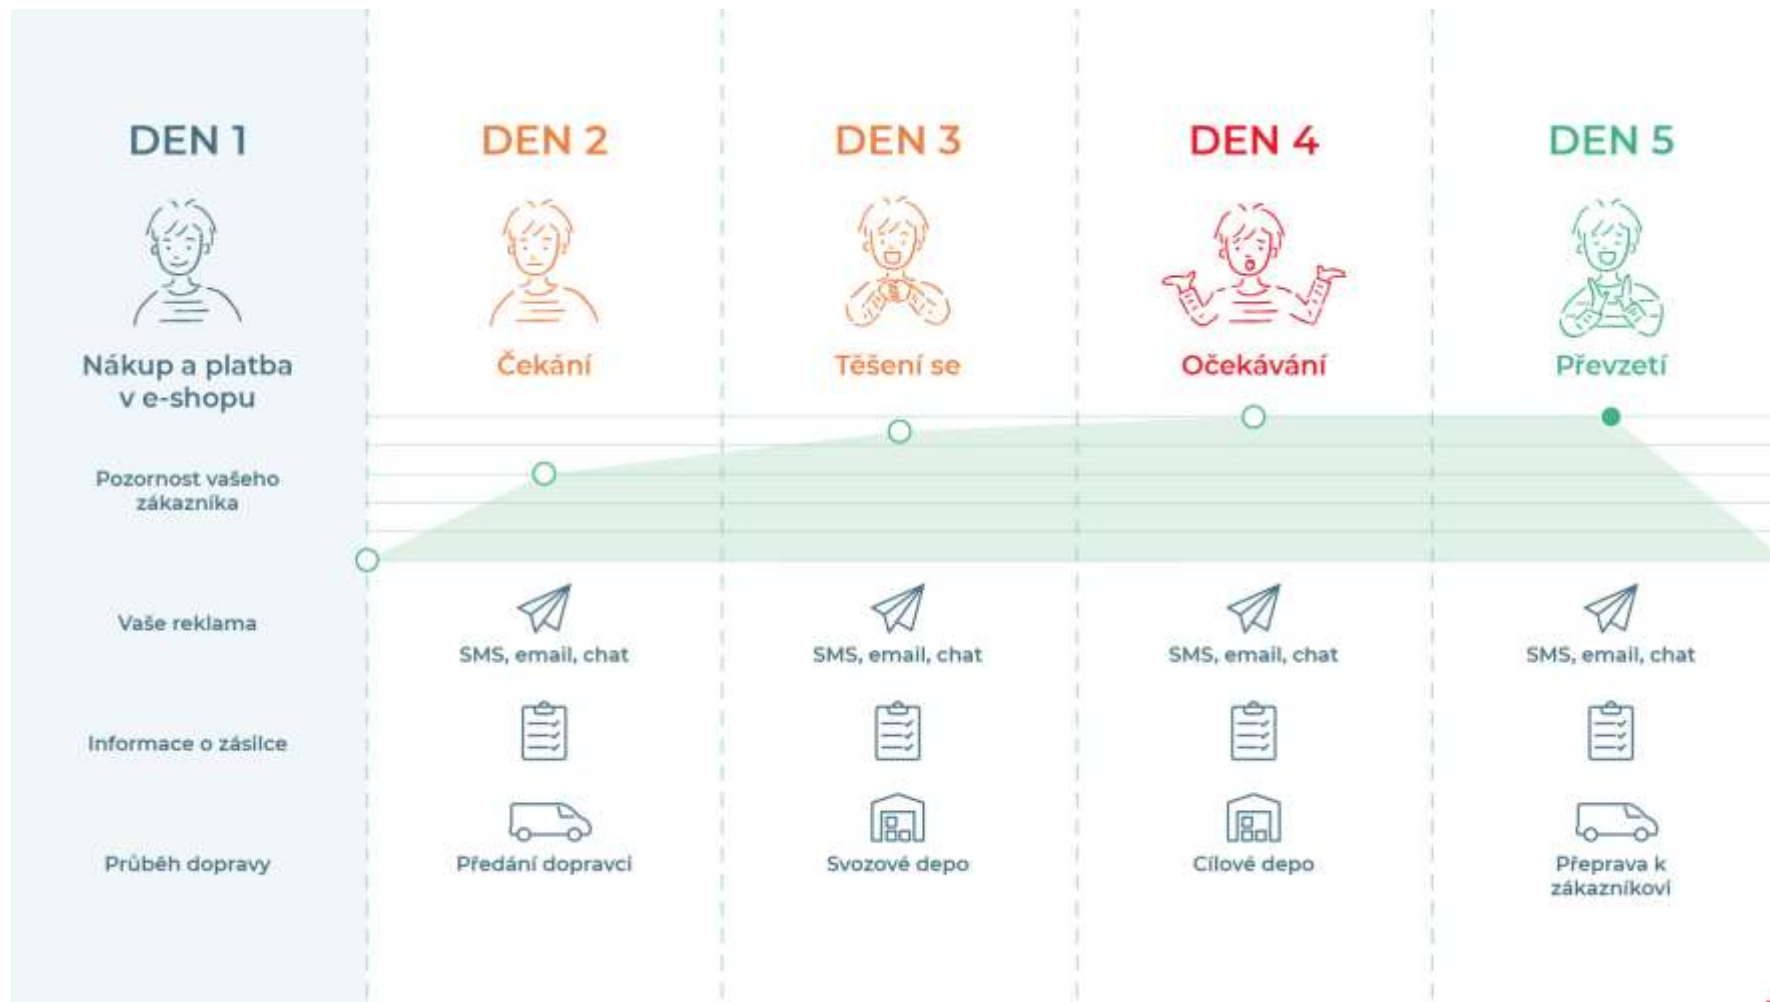 DEN 1
DEN 2
DEN 3
DEN 4
DEN 5
Nákup a platba
v e-shopu
Čekání
Těšení se
Očekávání
Převzetí
Pozornost vašeho
zákazníka
Vaše reklama
SMS, email, chat
SMS, email, chat
SMS, email, chat
SMS, email, chat
Informace o zásilce
Průběh dopravy
Předání dopravci
Svozové depo
Cílové depo
Přeprava k
zákazníkovi